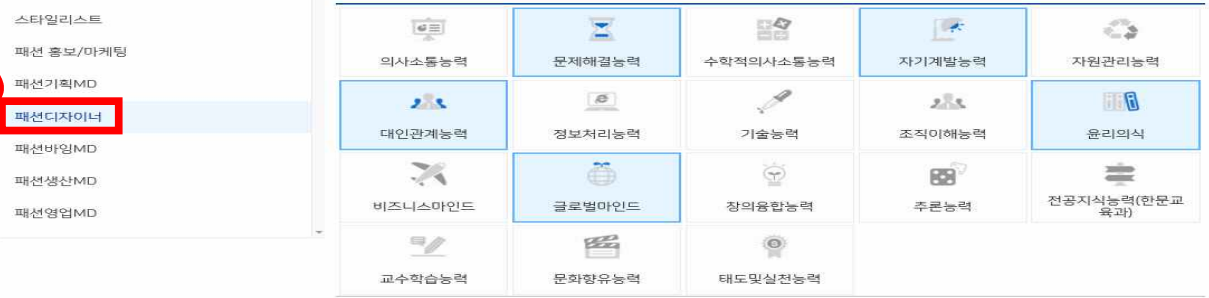 스타일리스트
패션 홍보/마케팅
패션기획MD
패션디자이너
패션바잉MD
패션생산MD
패션영업MD
의사소통능력
문제해결능력
수학적의사소통능력
자기계발능력
자원관리능력
대인관계능력
정보처리능력
기술능력
조직이해능력
윤리의식
비즈니스마인드
글로벌마인드
창의융합능력
추론능력
전공지식능력(한문교
육과)
교수학습능력
문화향유능력
태도및실천능력